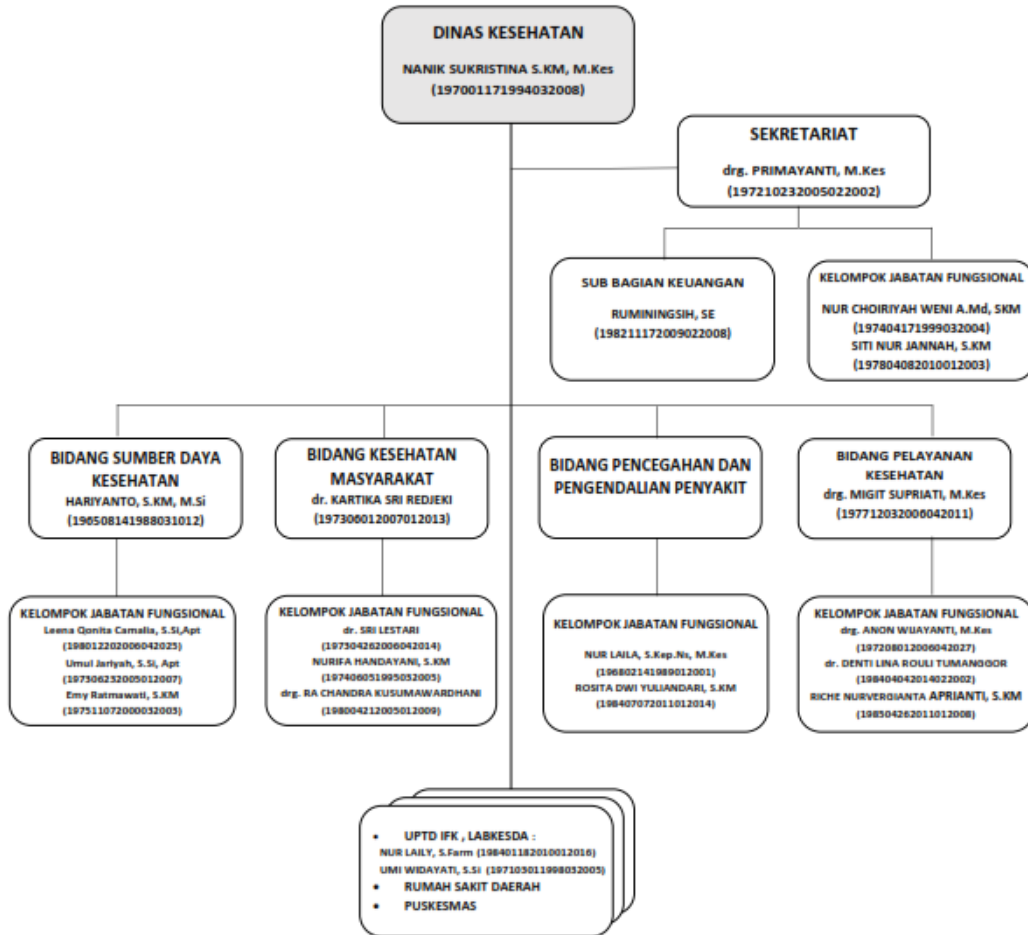 DINAS KESEHATAN
NANIK SUKRISTINA S.KM, M.Kes
(197001171994032008)
SEKRETARIAT
drg. PRIMAYANTI, M.Kes
(197210232005022002)
SUB BAGIAN KEUANGAN
RUMININGSIH, SE
(198211172009022008)
KELOMPOK JABATAN FUNGSIONAL
NUR CHOIRIYAH WENI A.Md, SKM
(197404171999032004)
SITI NUR JANNAH, S.KM
(197804082010012003)
BIDANG SUMBER DAYA
KESEHATAN
HARIYANTO, S.KM, M.Si
(196508141988031012)
BIDANG KESEHATAN
MASYARAKAT
dr. KARTIKA SRI REDJEKI
(197306012007012013)
BIDANG PENCEGAHAN DAN
PENGENDALIAN PENYAKIT
BIDANG PELAYANAN
KESEHATAN
drg. MIGIT SUPRIATI, M.Kes
(197712032006042011)
KELOMPOK JABATAN FUNGSIONAL
Leena Qonita Camalia, S.Si,Apt
(198012202006042025)
Umul Jariyah, S.Si, Apt
(197306232005012007)
Emy Ratmawati, S.KM
(197511072000032003)
KELOMPOK JABATAN FUNGSIONAL
dr. SRI LESTARI
(197304262006042014)
NURIFA HANDAYANI, S.KM
(197406051995032005)
drg. RA CHANDRA KUSUMAWARDHANI
(198004212005012009)
KELOMPOK JABATAN FUNGSIONAL
NUR LAILA, S.Kep.Ns, M.Kes
(196802141989012001)
ROSITA DWI YULIANDARI, S.KM
(198407072011012014)
KELOMPOK JABATAN FUNGSIONAL
drg. ANON WIJAYANTI, M.Kes
(197208012006042027)
dr. DENTI LINA ROULI TUMANGGOR
(198404042014022002)
RICHE NURVERGIANTA APRIANTI, S.KM
(198504262011012008)
• UPTD IFK , LABKESDA :
NUR LAILY, S.Farm (198401182010012016)
UMI WIDAYATI, S.Si (197103011998032005)
• RUMAH SAKIT DAERAH
• PUSKESMAS